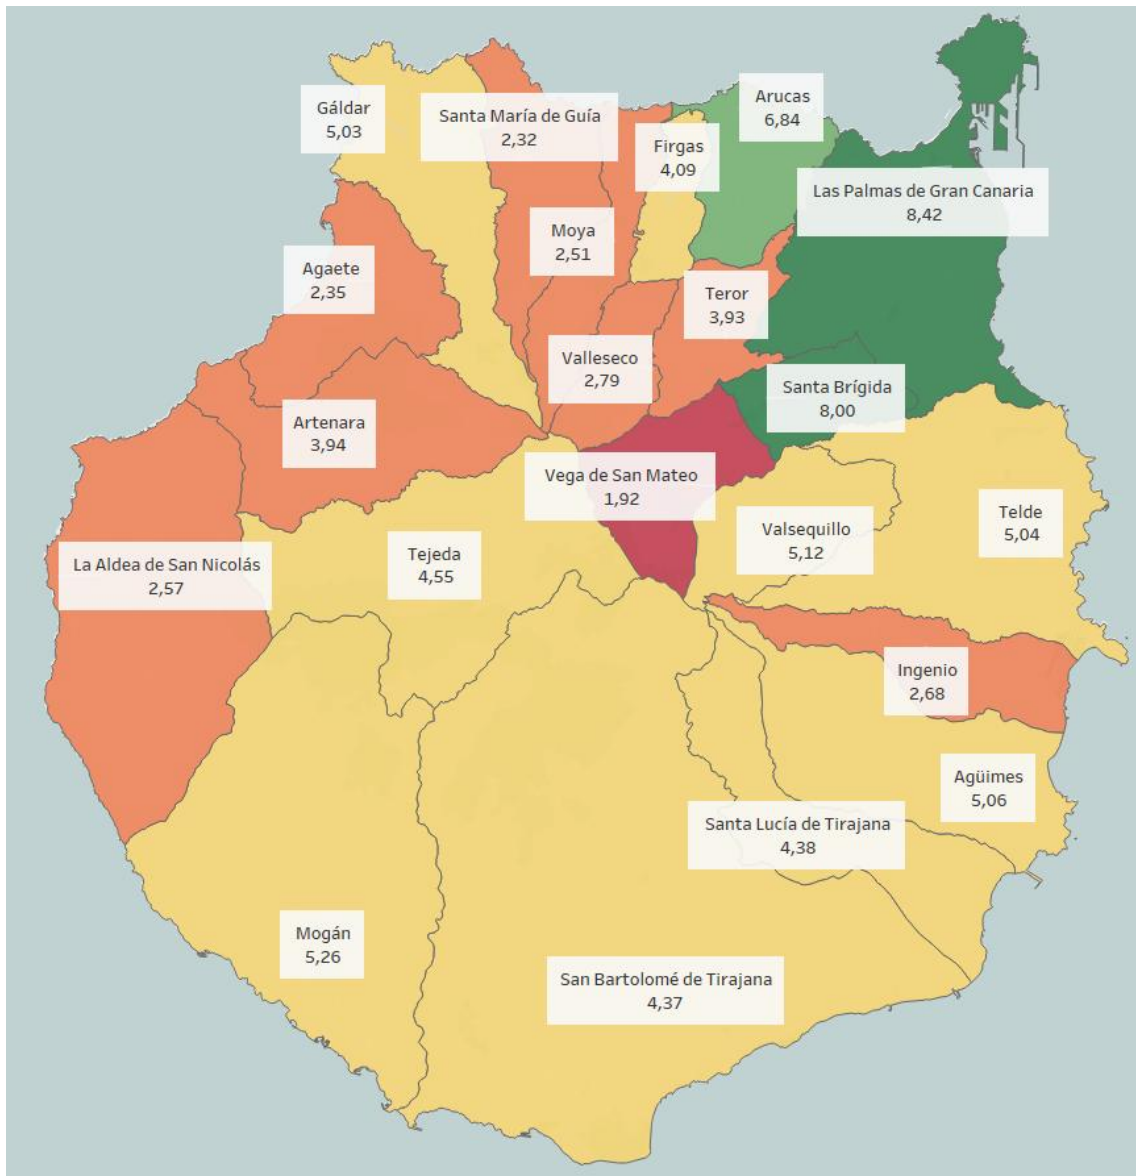 Gáldar
5,03
Santa María de Guía
2,32
Arucas
6,84
Firgas
4,09
Las Palmas de Gran Canaria
8,42
Moya
2,51
Agaete
2,35
Teror
3,93
Valleseco
2,79
Santa Brígida
8,00
Artenara
3,94
Vega de San Mateo
1,92
Telde
5,04
Valsequillo
5,12
Tejeda
4,55
La Aldea de San Nicolás
2,57
Ingenio
2,68
Agüimes
5,06
Santa Lucía de Tirajana
4,38
Mogán
5,26
San Bartolomé de Tirajana
4,37